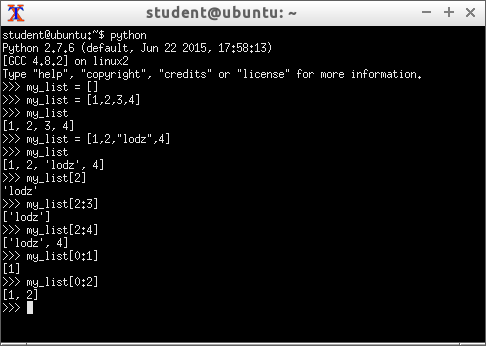 student@ubuntu: ~
student@ubuntu:~$ python
Python 2.7.6 (default, Jun 22 2015, 17:58:13)
[GCC 4.8.2] on linux2
Type "help", "copyright", "credits" or "license" for more information.
>>> my_list = []
>>> my_list = [1,2,3,4]
>>> my_list
[1, 2, 3, 4]
>>> my_list = [1,2,"lodz",4]
>>> my_list
[1, 2, 'lodz', 4]
>>> my_list[2]
'lodz'
>>> my_list[2:3]
['lodz']
>>> my_list[2:4]
['lodz', 4]
>>> my_list[0:1]
[1]
>>> my_list[0:2]
[1, 2]
>>>